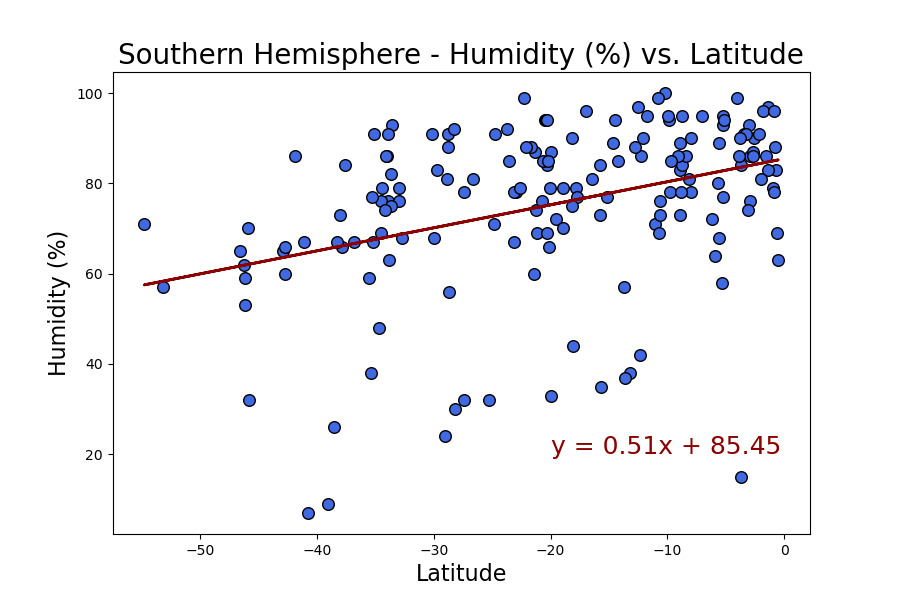 Southern Hemisphere - Humidity (%) vs. Latitude
100
80
60
40
20
Humidity (%)
y = 0.51x + 85.45
−50
−40
−30
−20
−10
0
Latitude